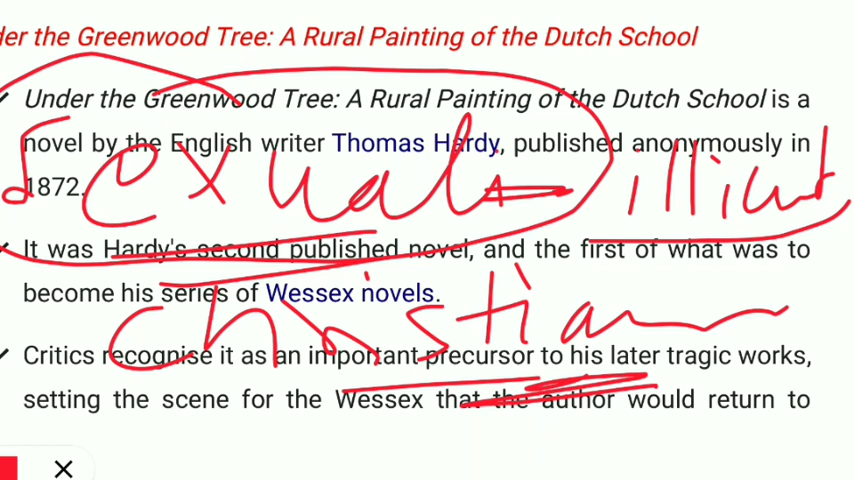 der the Greenwood Tree: A Rural Painting of the Dutch School
Under the Greenwood Tree: A Rural Painting of the Dutch School is a
novel by the English writer Thomas Hardy, published anonymously in
1872.
sexual illicit
It was Hardy's second published novel, and the first of what was to
become his series of Wessex novels.
Christian
Critics recognise it as an important precursor to his later tragic works,
setting the scene for the Wessex that the author would return to